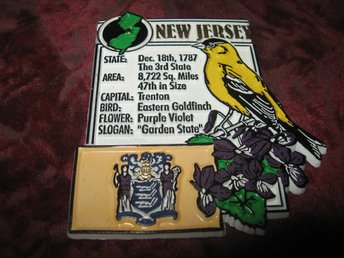 NEW JERSEY
STATE: Dec. 18th, 1787
The 3rd State
AREA: 8,722 Sq. Miles
47th in Size
CAPITAL: Trenton
BIRD: Eastern Goldfinch
FLOWER: Purple Violet
SLOGAN: "Garden State"